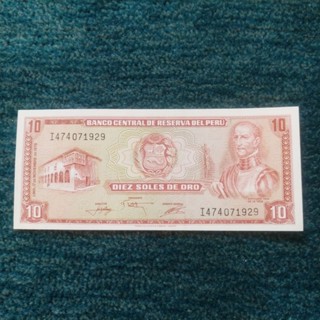 BANCO CENTRAL DE RESERVA DEL PERU
10
10
I474071929
DIEZ SOLES DE ORO
I474071929
10
10